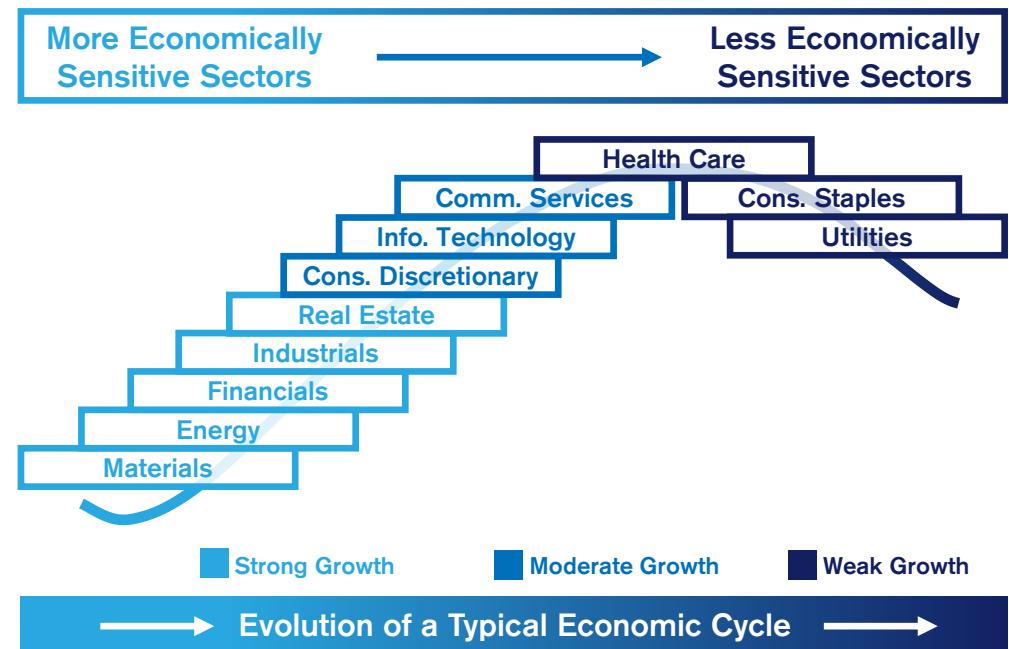 More Economically
Sensitive Sectors
Less Economically
Sensitive Sectors
Health Care
Comm. Services
Cons. Staples
Info. Technology
Utilities
Cons. Discretionary
Real Estate
Industrials
Financials
Energy
Materials
Strong Growth
Moderate Growth
Weak Growth
Evolution of a Typical Economic Cycle